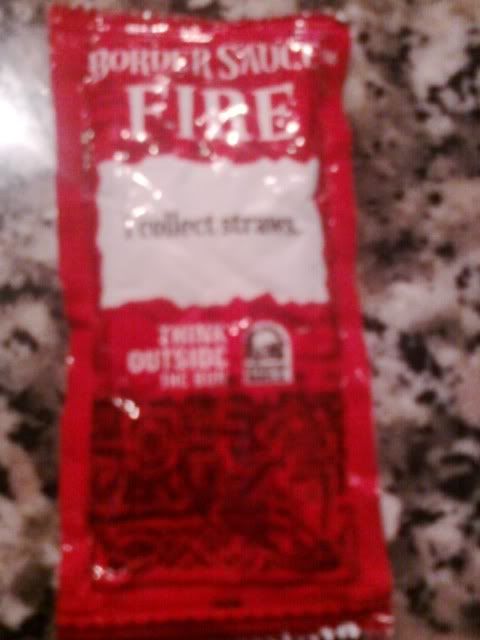 BORDER SAUCE
FIRE
I collect straws.
THINK
OUTSIDE
THE BUN